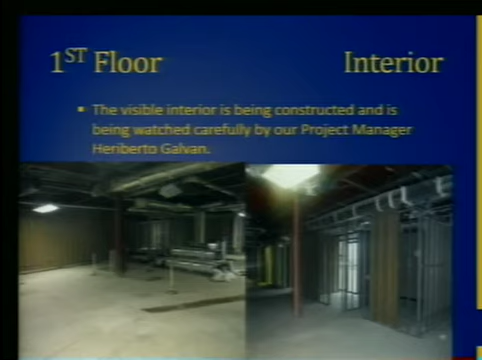 1ST Floor Interior
▪ The visible interior is being constructed and is
being watched carefully by our Project Manager
Heriberto Galvan.